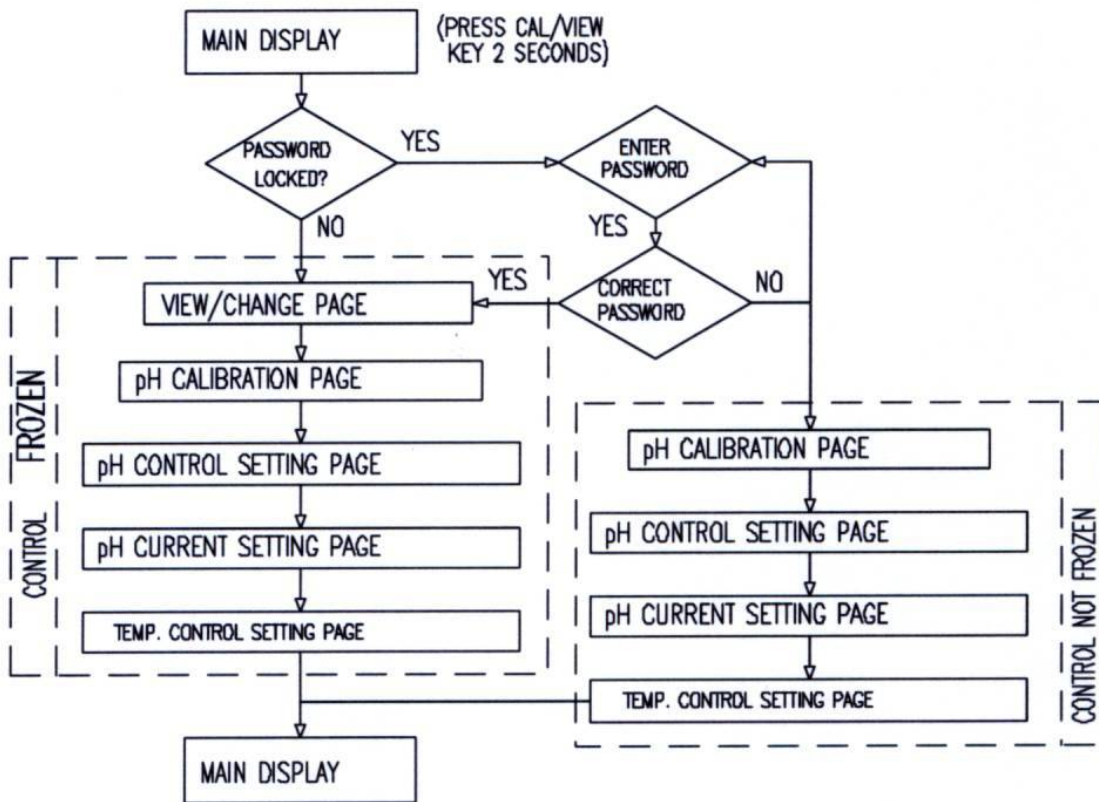 MAIN DISPLAY
(PRESS CAL/VIEW
KEY 2 SECONDS)
PASSWORD
LOCKED?
YES
ENTER
PASSWORD
NO
YES
VIEW/CHANGE PAGE
YES
CORRECT
PASSWORD
NO
pH CALIBRATION PAGE
pH CONTROL SETTING PAGE
pH CURRENT SETTING PAGE
TEMP. CONTROL SETTING PAGE
CONTROL FROZEN
pH CALIBRATION PAGE
pH CONTROL SETTING PAGE
pH CURRENT SETTING PAGE
TEMP. CONTROL SETTING PAGE
CONTROL NOT FROZEN
MAIN DISPLAY